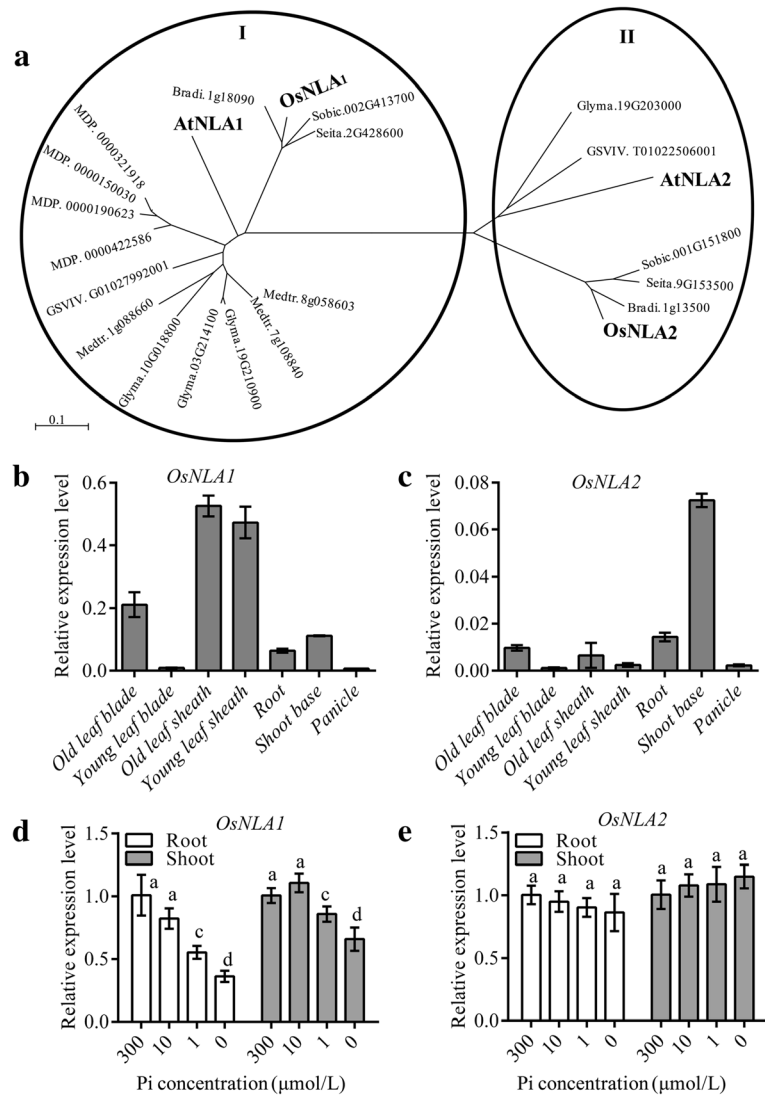 a
I
II
Bradi.1g18090
OsNLA1
Sobic.002G413700
Seita.2G428600
AtNLA1
MDP. 0000321918
MDP. 0000150030
MDP. 0000190623
MDP. 0000422586
GSVIV. G01027992001
Medtr.1g088660
Glyma.10G018800
Glyma.03G214100
Glyma.19G210900
Medtr.7g108840
Medtr.8g058603
Glyma.19G203000
GSVIV. T01022506001
AtNLA2
Sobic.001G151800
Seita.9G153500
Bradi.1g13500
OsNLA2
0.1
b
OsNLA1
Relative expression level
0.6
0.4
0.2
0.0
Old leaf blade
Young leaf blade
Old leaf sheath
Young leaf sheath
Root
Shoot base
Panicle
c
OsNLA2
Relative expression level
0.08
0.06
0.04
0.02
0.00
Old leaf blade
Young leaf blade
Old leaf sheath
Young leaf sheath
Root
Shoot base
Panicle
d
OsNLA1
Root
Shoot
Relative expression level
1.5
1.0
0.5
0.0
a a c d a a c d
300 10 1 0 300 10 1 0
Pi concentration (μmol/L)
e
OsNLA2
Root
Shoot
Relative expression level
1.5
1.0
0.5
0.0
a a a a a a a a
300 10 1 0 300 10 1 0
Pi concentration (μmol/L)